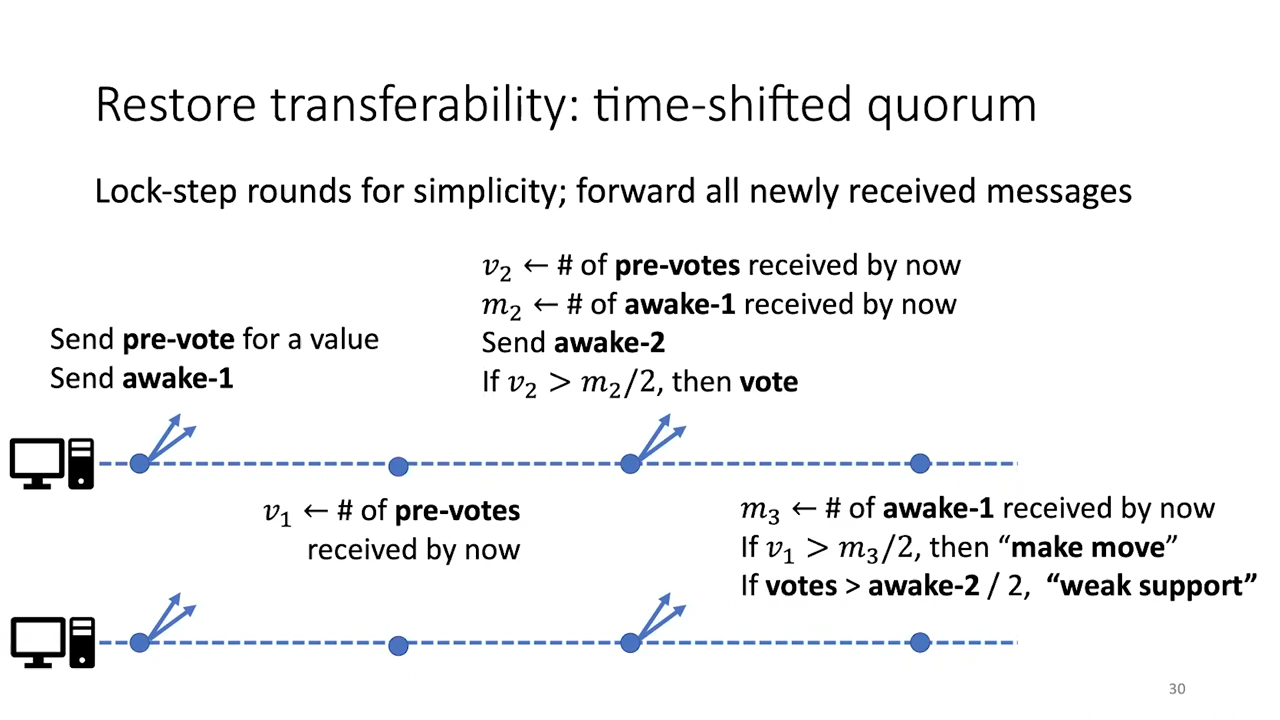 Restore transferability: time-shifted quorum
Lock-step rounds for simplicity; forward all newly received messages
Send pre-vote for a value
Send awake-1
v₂ ← # of pre-votes received by now
m₂ ← # of awake-1 received by now
Send awake-2
If v₂ > m₂/2, then vote
v₁ ← # of pre-votes
received by now
m₃ ← # of awake-1 received by now
If v₁ > m₃/2, then “make move”
If votes > awake-2 / 2, “weak support”
30